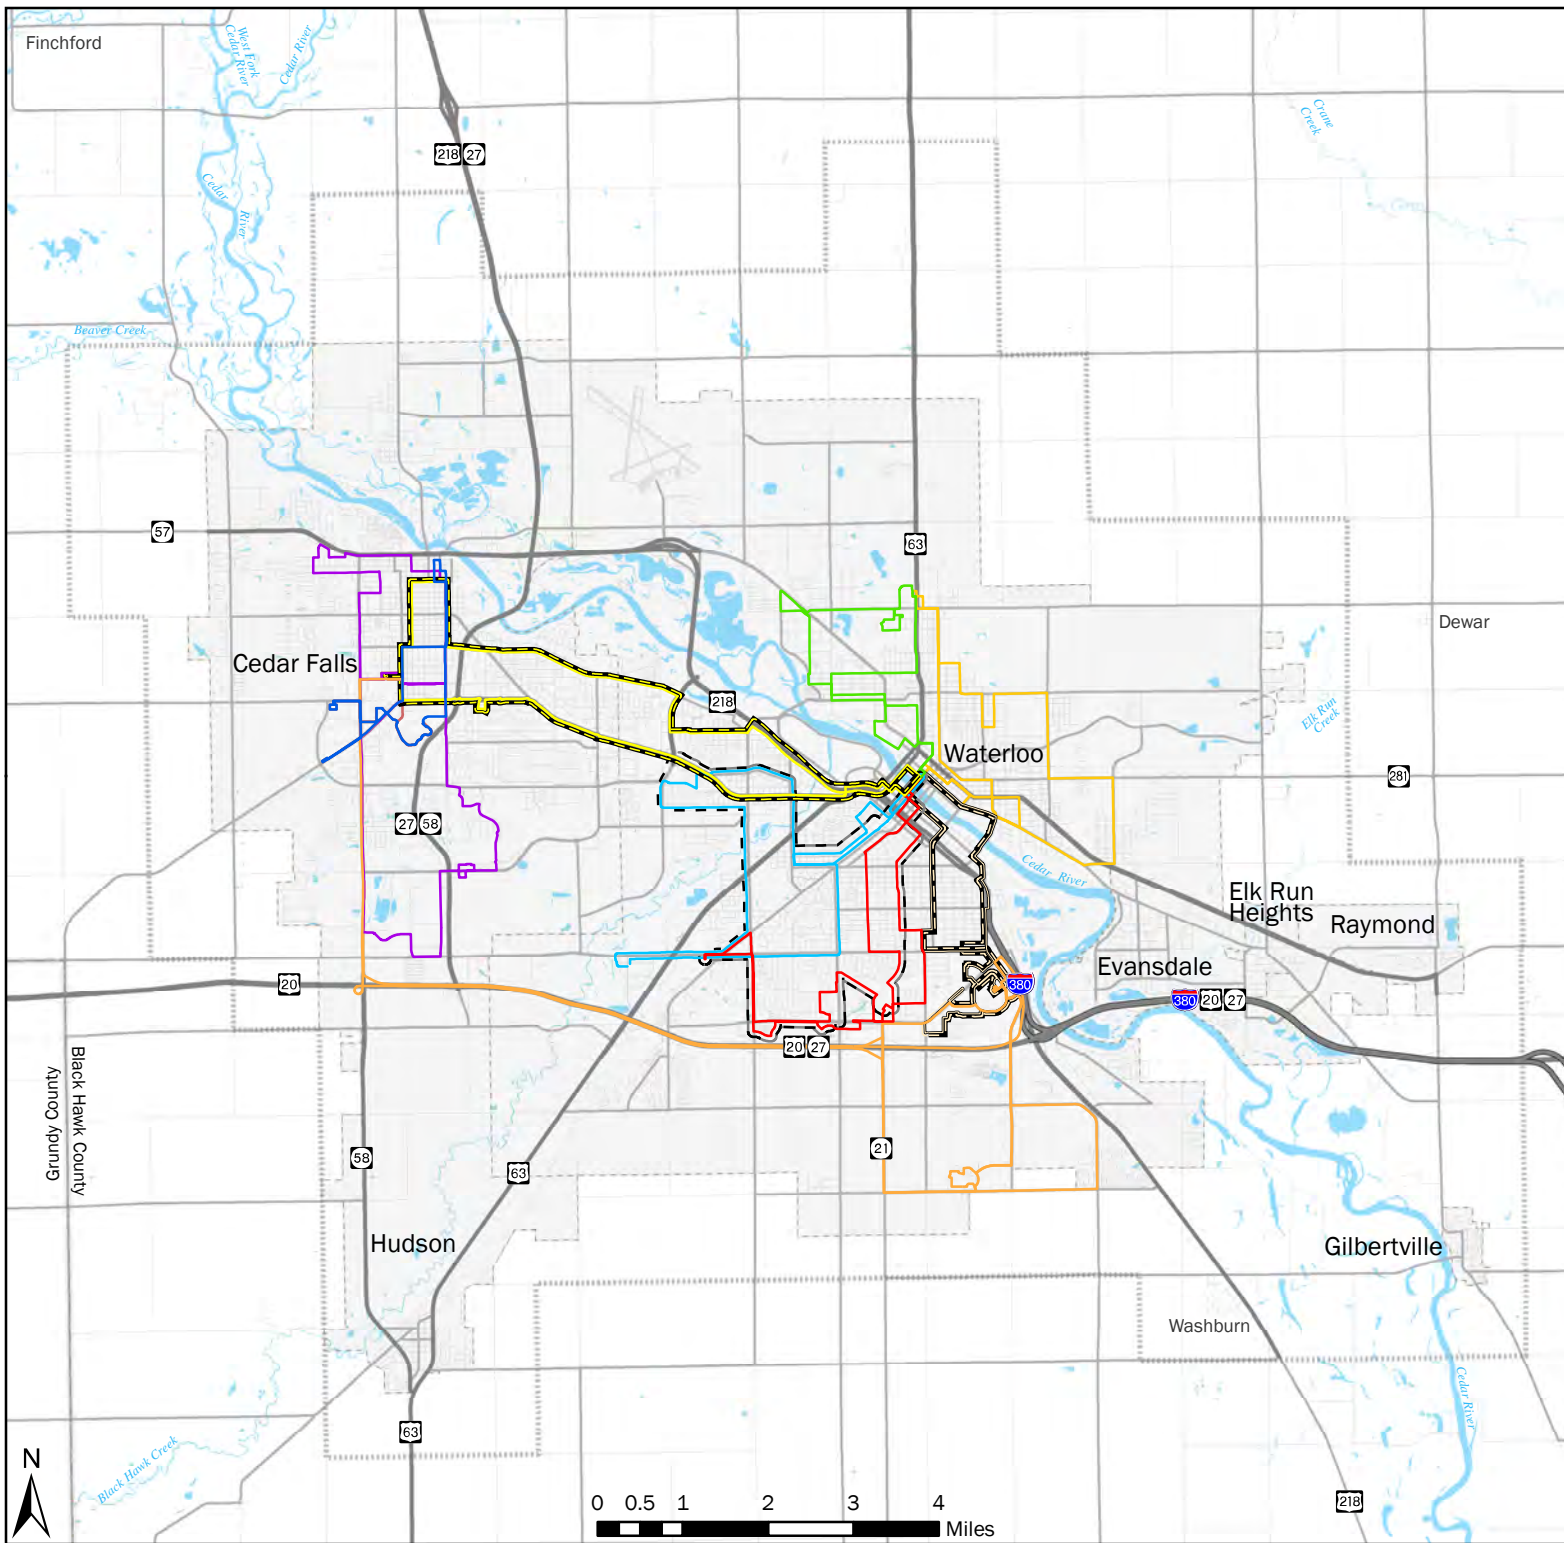 Finchford
West Fork
Cedar River
Cedar River
Crane
Creek
218
27
Cedar
River
Beaver Creek
57
63
Dewar
Cedar Falls
218
Elk Run
Creek
Waterloo
281
27
58
Cedar River
Elk Run
Heights
Raymond
Evansdale
380
20
380
20
27
20
27
Grundy County
Black Hawk County
58
63
21
Hudson
Gilbertville
Washburn
Cedar River
63
Black Hawk Creek
N
0 0.5 1 2 3 4
Miles
218